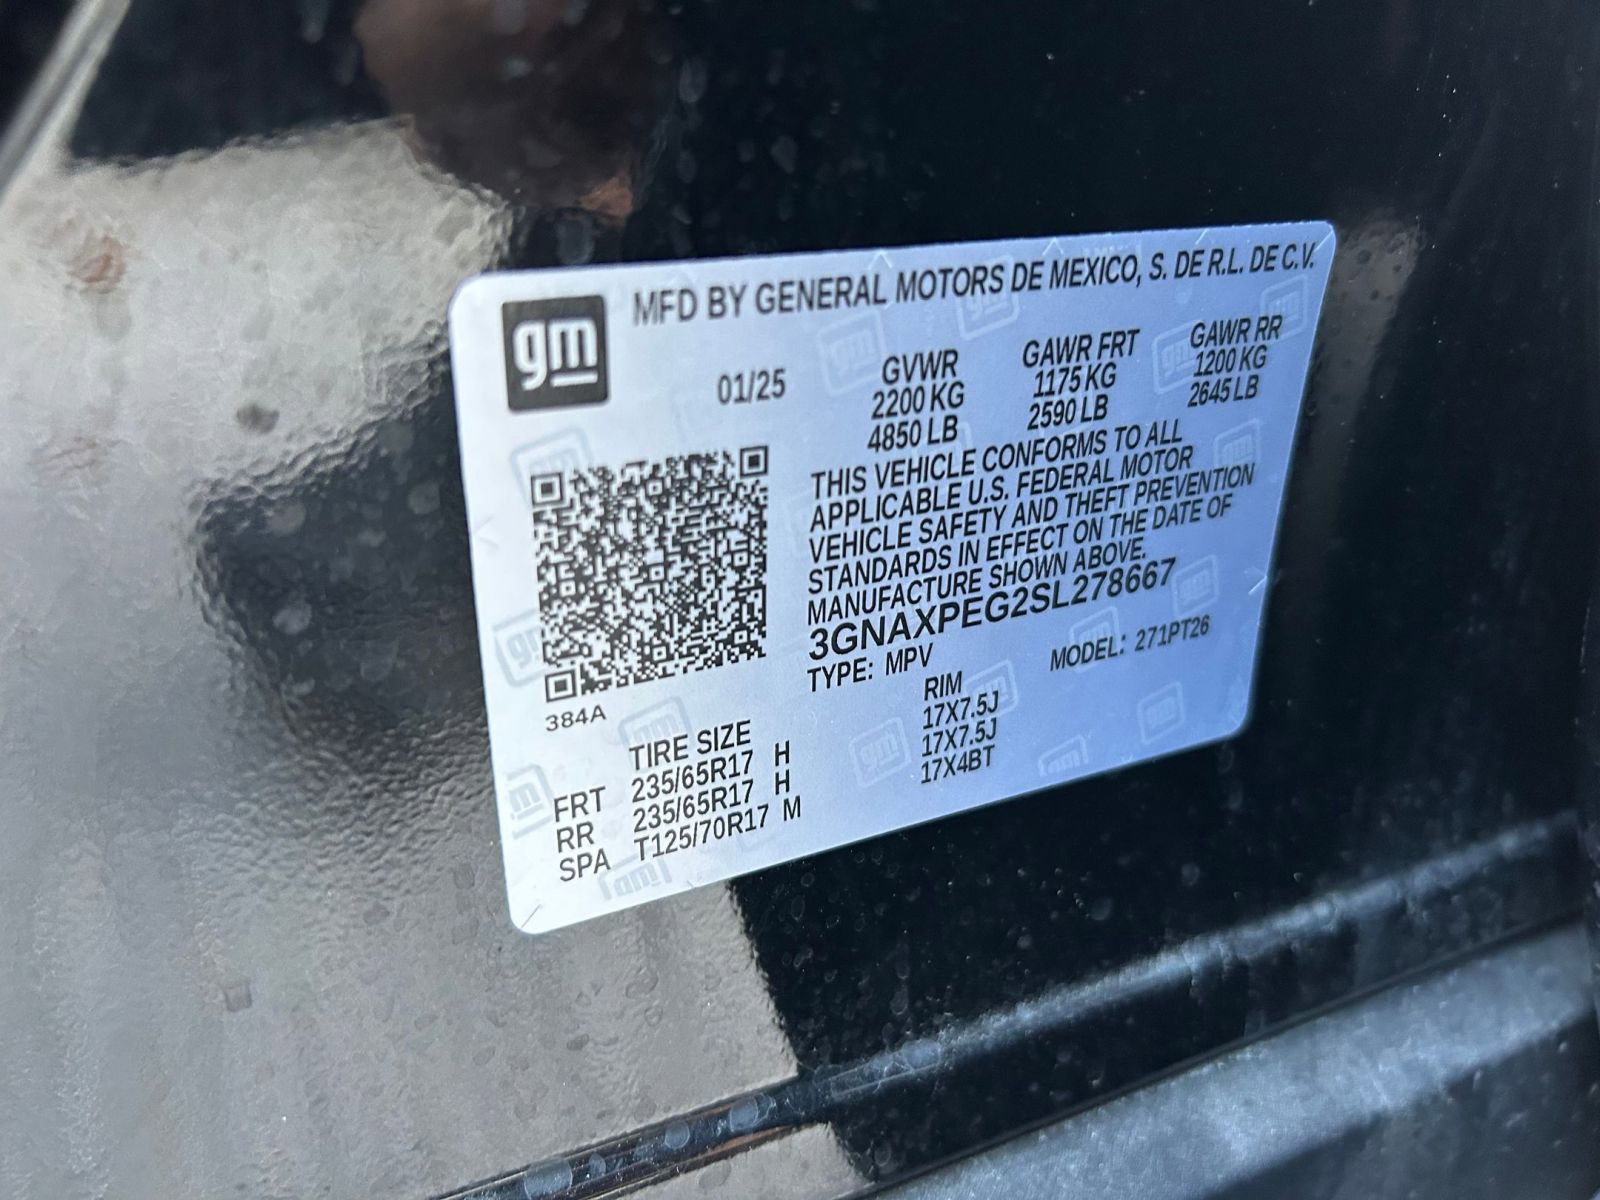 gm
MFD BY GENERAL MOTORS DE MEXICO, S. DE R.L. DE C.V.
01/25
GVWR
2200 KG
4850 LB
GAWR FRT
1175 KG
2590 LB
GAWR RR
1200 KG
2645 LB
THIS VEHICLE CONFORMS TO ALL
APPLICABLE U.S. FEDERAL MOTOR
VEHICLE SAFETY AND THEFT PREVENTION
STANDARDS IN EFFECT ON THE DATE OF
MANUFACTURE SHOWN ABOVE.
3GNAXPEG2SL278667
TYPE: MPV MODEL: 271PT26
384A
TIRE SIZE RIM
FRT 235/65R17 H 17X7.5J
RR 235/65R17 H 17X7.5J
SPA T125/70R17 M 17X4BT